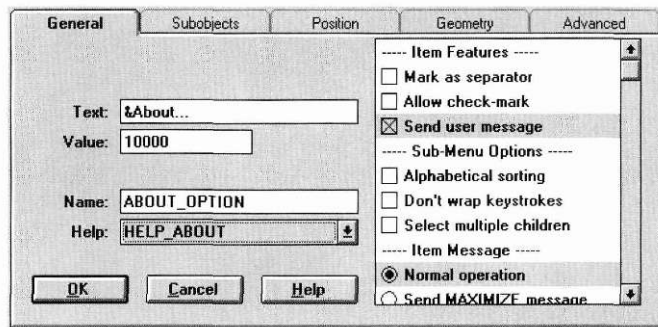 General Subobjects Position Geometry Advanced
Text: &About...
Value: 10000
Name: ABOUT_OPTION
Help: HELP_ABOUT
OK Cancel Help
----- Item Features -----
Mark as separator
Allow check-mark
Send user message
----- Sub-Menu Options -----
Alphabetical sorting
Don't wrap keystrokes
Select multiple children
----- Item Message -----
Normal operation
Send MAXIMIZE message